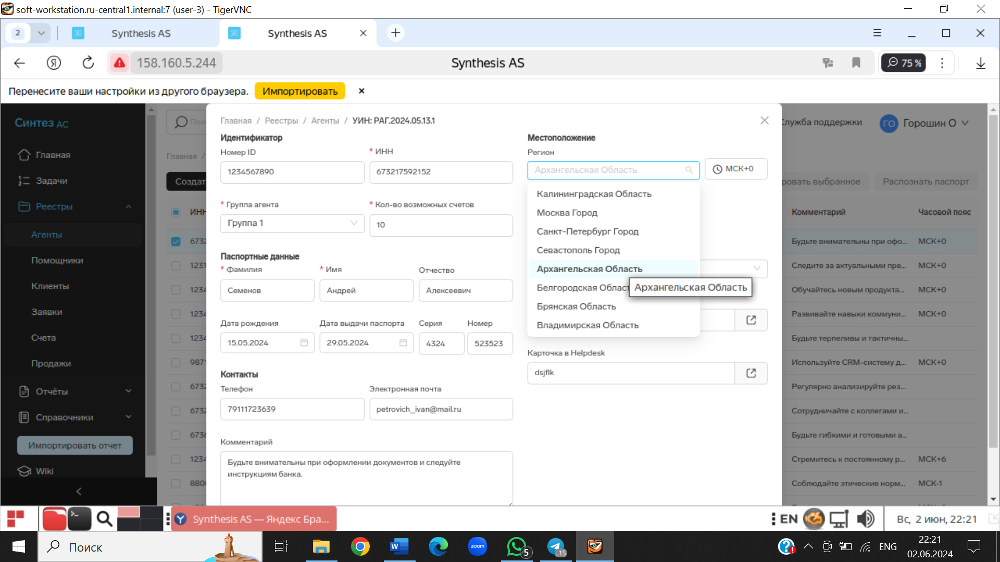 soft-workstation.ru-central1.internal:7 (user-3) - TigerVNC
2
Synthesis AS
Synthesis AS
158.160.5.244
Synthesis AS
75 %
Перенесите ваши настройки из другого браузера.
Импортировать
Синтез АС
Главная
Задачи
Реестры
Агенты
Помощники
Клиенты
Заявки
Счета
Продажи
Отчёты
Справочники
Импортировать отчет
Wiki
Главная /
Создат
ИНН
6732
1231
1234
1234
1234
9871
6732
6732
6736
1234
8800
Главная / Реестры / Агенты / УИН: РАГ.2024.05.13.1
Идентификатор
Номер ID
* ИНН
1234567890
673217592152
* Группа агента
* Кол-во возможных счетов
Группа 1
10
Паспортные данные
* Фамилия
* Имя
Отчество
Семенов
Андрей
Алексеевич
Дата рождения
Дата выдачи паспорта
Серия
Номер
15.05.2024
29.05.2024
4324
523523
Контакты
Телефон
Электронная почта
79111723639
petrovich_ivan@mail.ru
Комментарий
Будьте внимательны при оформлении документов и следуйте
инструкциям банка.
Местоположение
Регион
Архангельская Область
МСК+0
Калининградская Область
Москва Город
Санкт-Петербург Город
Севастополь Город
Архангельская Область
Белгородская Област
Архангельская Область
Брянская Область
Владимирская Область
Карточка в Helpdesk
dsjflk
Служба поддержки
ГО
Горошин О
ровать выбранное
Распознать паспорт
Комментарий
Часовой пояс
Будьте внимательны при офо...
МСК+0
Следите за актуальными пре...
МСК+0
Обучайтесь новым продукта...
МСК+0
Развивайте навыки коммуни...
МСК+0
Будьте терпеливы и тактичны...
Используйте CRM-систему д...
МСК+0
Регулярно анализируйте рез...
Сотрудничайте с коллегами и...
Будьте гибкими и готовыми а...
Стремитесь к постоянному р...
МСК+6
Соблюдайте этические норм...
МСК-1
Synthesis AS — Яндекс Бра...
EN
Вс, 2 июн, 22:21
Поиск
zoom
5
..15
ENG
22:21
02.06.2024